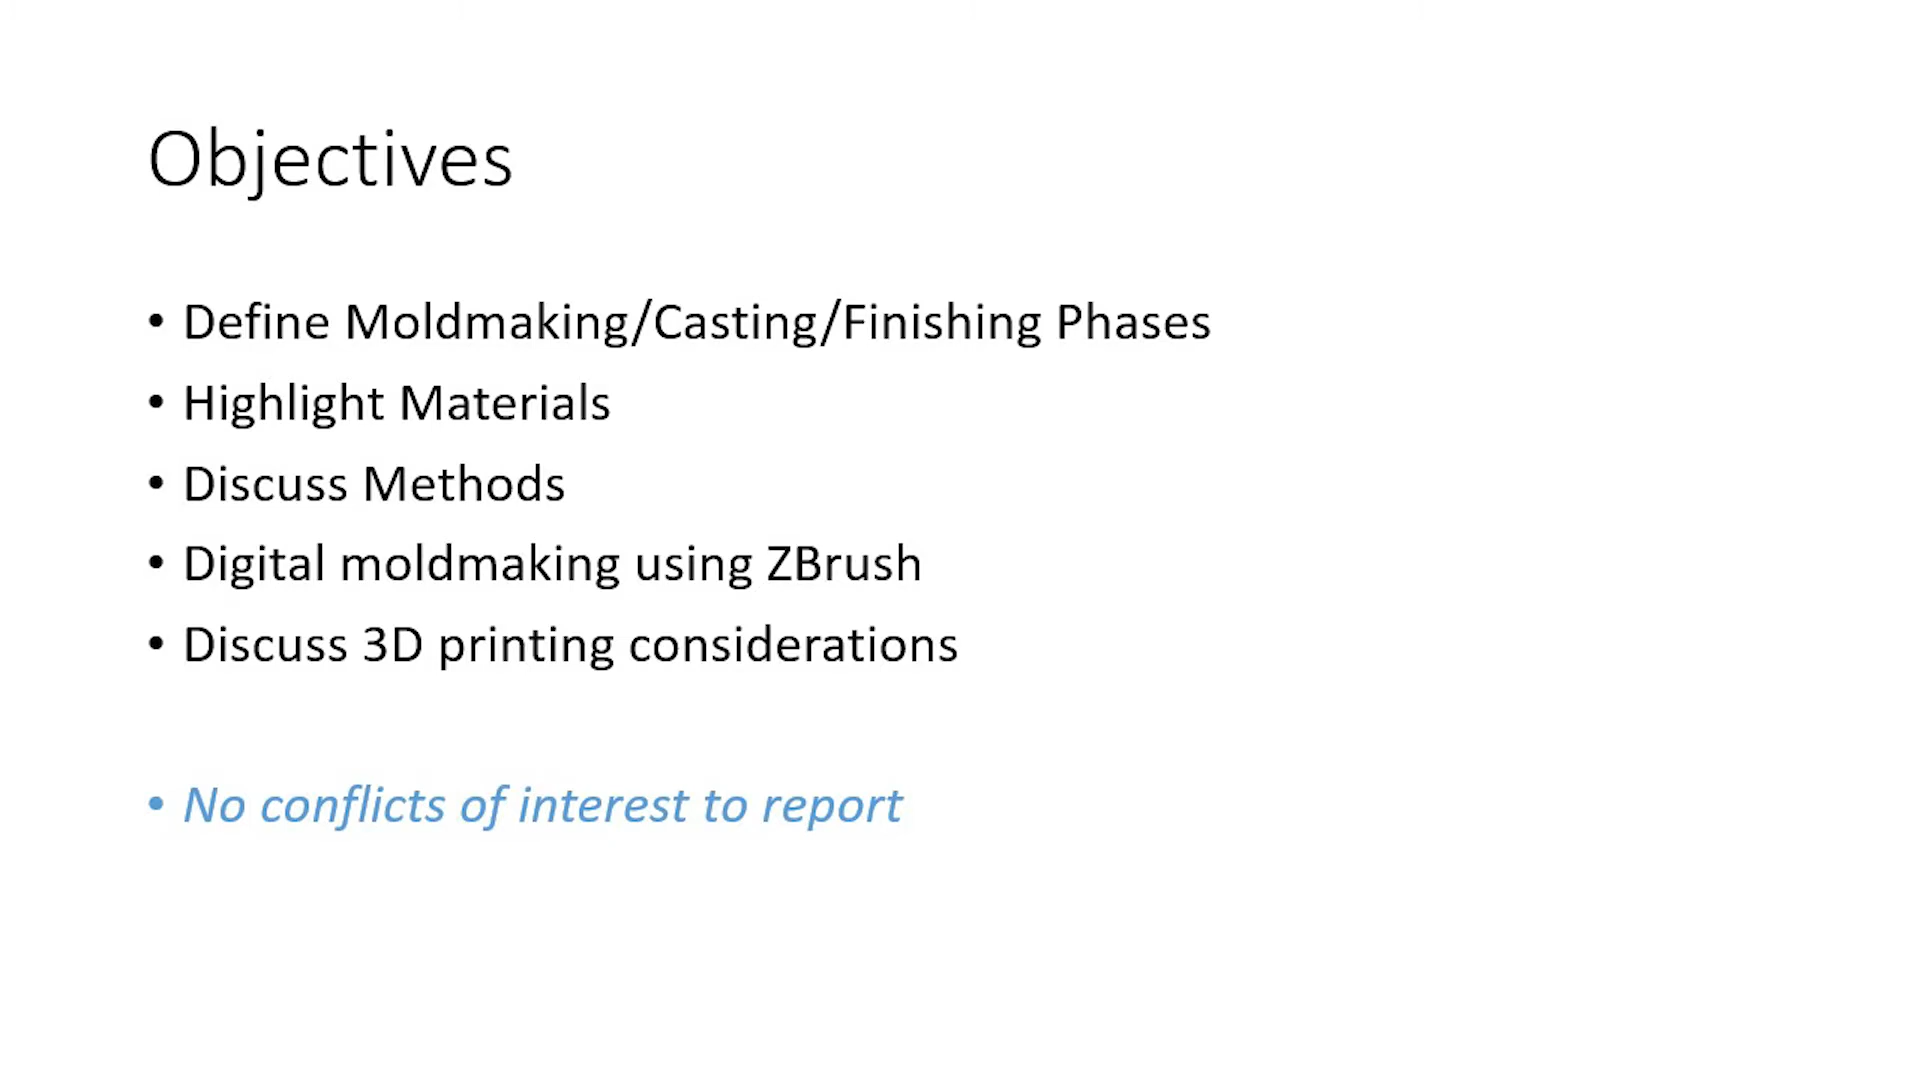 Objectives
• Define Moldmaking/Casting/Finishing Phases
• Highlight Materials
• Discuss Methods
• Digital moldmaking using ZBrush
• Discuss 3D printing considerations
• No conflicts of interest to report